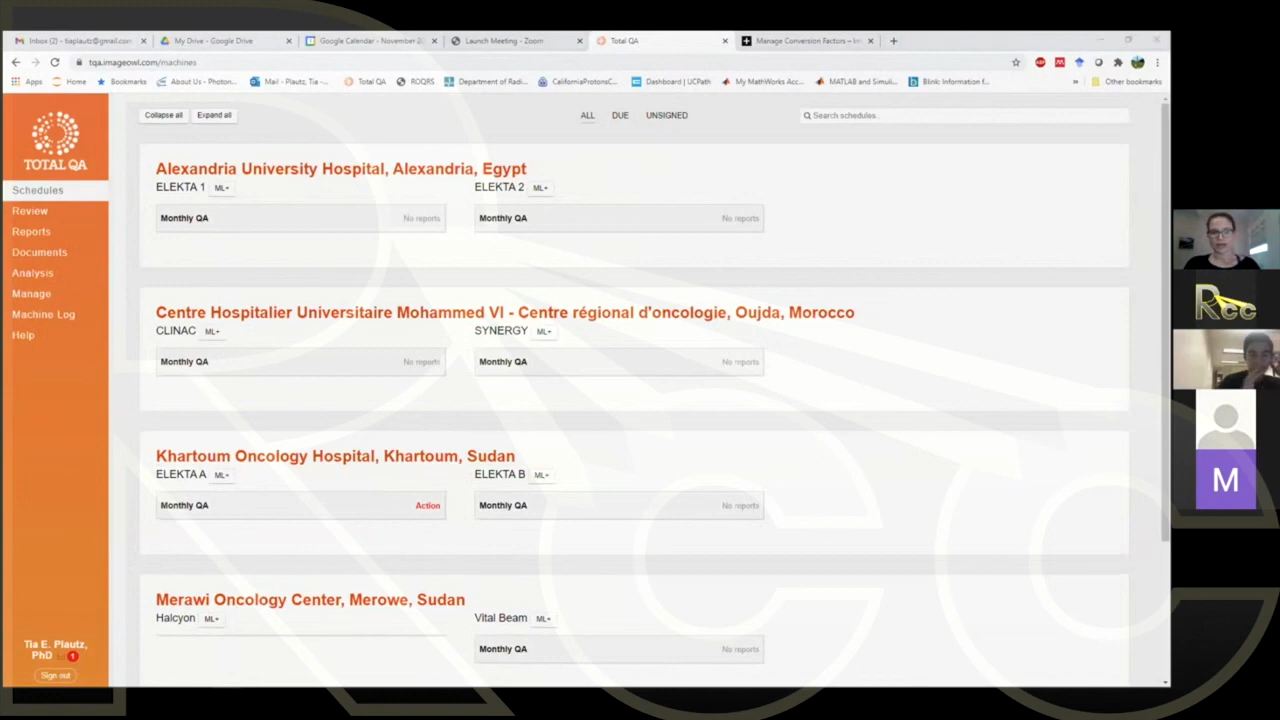 Inbox (2) - tiaplautz@gmail.com
My Drive - Google Drive
Google Calendar - November 20
Launch Meeting - Zoom
Total QA
Manage Conversion Factors – Im
tqa.imageowl.com/machines
Apps
Home
Bookmarks
About Us - Photon...
Mail - Plautz, Tia -...
Total QA
ROQRS
Department of Radi...
CaliforniaProtonsC...
Dashboard | UCPath
My MathWorks Acc...
MATLAB and Simuli...
Blink: Information f...
»
Other bookmarks
TOTAL QA
Schedules
Review
Reports
Documents
Analysis
Manage
Machine Log
Help
Tia E. Plautz,
PhD
1
Sign out
Collapse all
Expand all
ALL
DUE
UNSIGNED
Search schedules..
Alexandria University Hospital, Alexandria, Egypt
ELEKTA 1 ML+
ELEKTA 2 ML+
Monthly QA No reports
Monthly QA No reports
Centre Hospitalier Universitaire Mohammed VI - Centre régional d'oncologie, Oujda, Morocco
CLINAC ML+
SYNERGY ML+
Monthly QA No reports
Monthly QA No reports
Khartoum Oncology Hospital, Khartoum, Sudan
ELEKTA A ML+
ELEKTA B ML+
Monthly QA Action
Monthly QA No reports
Merawi Oncology Center, Merowe, Sudan
Halcyon ML+
Vital Beam ML+
Monthly QA No reports
Rcc
M